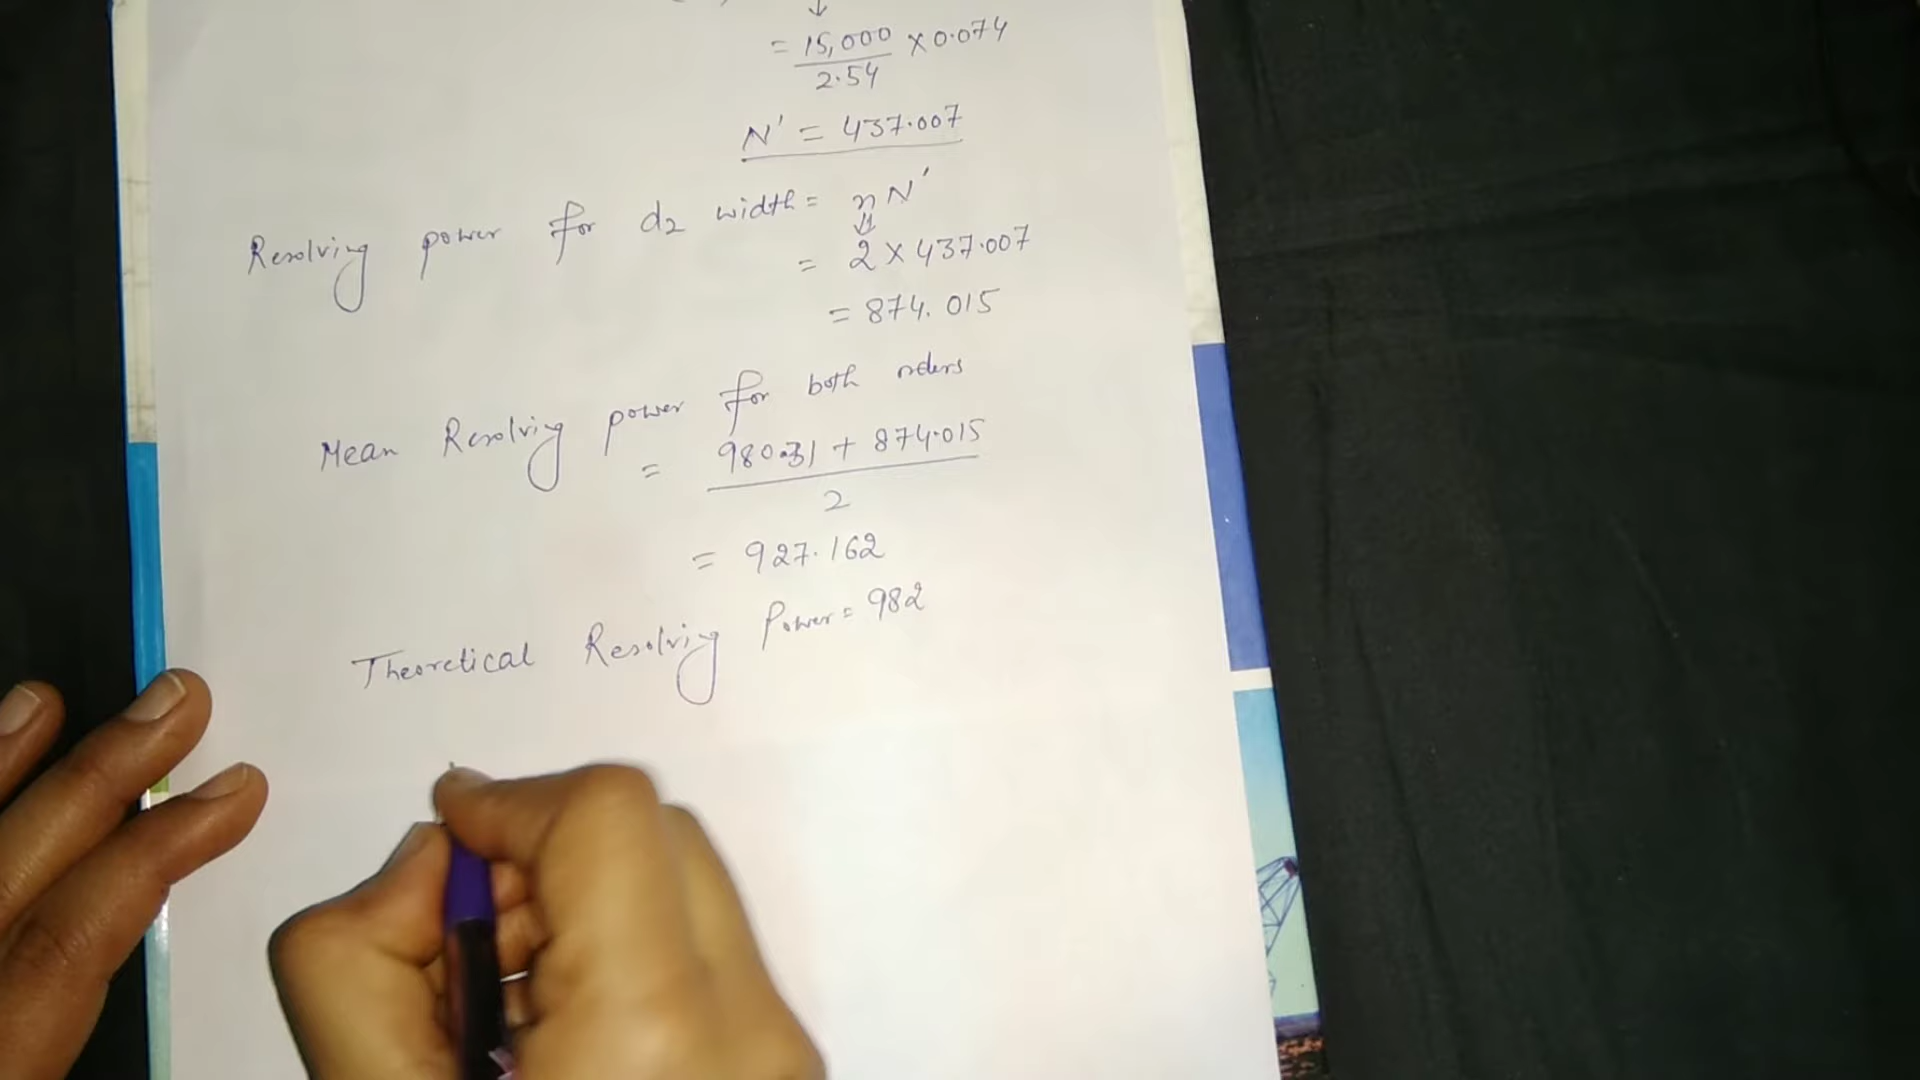 = 15,000 / 2.54 × 0.074
N' = 437.007
Resolving power for d2 width = nN'
= 2 × 437.007
= 874.015
Mean Resolving power for both orders
= 980.31 + 874.015 / 2
= 927.162
Theoretical Resolving Power = 982